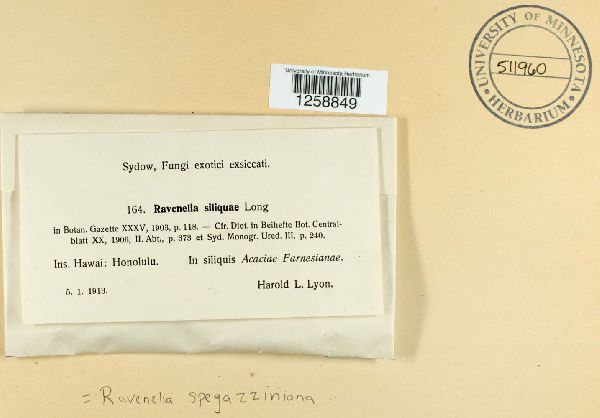 UNIVERSITY OF MINNESOTA
511960
HERBARIUM
University of Minnesota Herbarium
1258849
Sydow, Fungi exotici exsiccati.
164. Ravenelia siliquae Long
in Botan. Gazette XXXV, 1903, p. 118. — Cfr. Diet. in Beihefte Bot. Central-
blatt XX, 1906, II. Abt., p. 373 et Syd. Monogr. Ured. III, p. 240.
Ins. Hawai: Honolulu. In siliquis Acaciae Farnesianae.
5. 1. 1913. Harold L. Lyon.
= Ravenelia spegazziniana